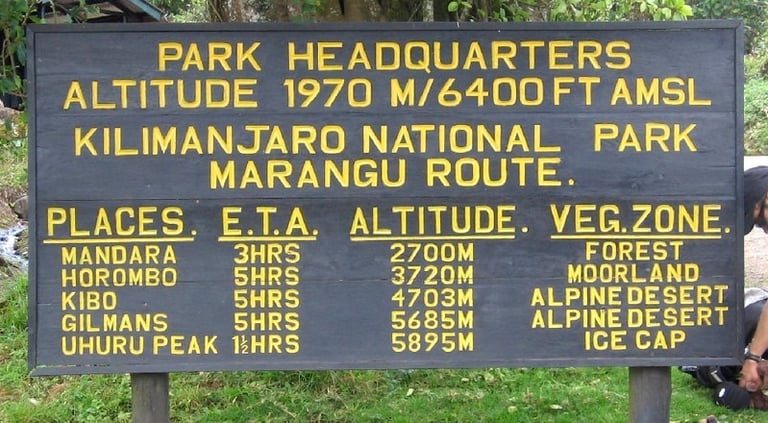 PARK HEADQUARTERS
ALTITUDE 1970 M/6400 FT AMSL
KILIMANJARO NATIONAL PARK
MARANGU ROUTE.
PLACES. E.T.A. ALTITUDE. VEG.ZONE.
MANDARA 3HRS 2700M FOREST
HOROMBO 5HRS 3720M MOORLAND
KIBO 5HRS 4703M ALPINE DESERT
GILMANS 5HRS 5685M ALPINE DESERT
UHURU PEAK 1½HRS 5895M ICE CAP